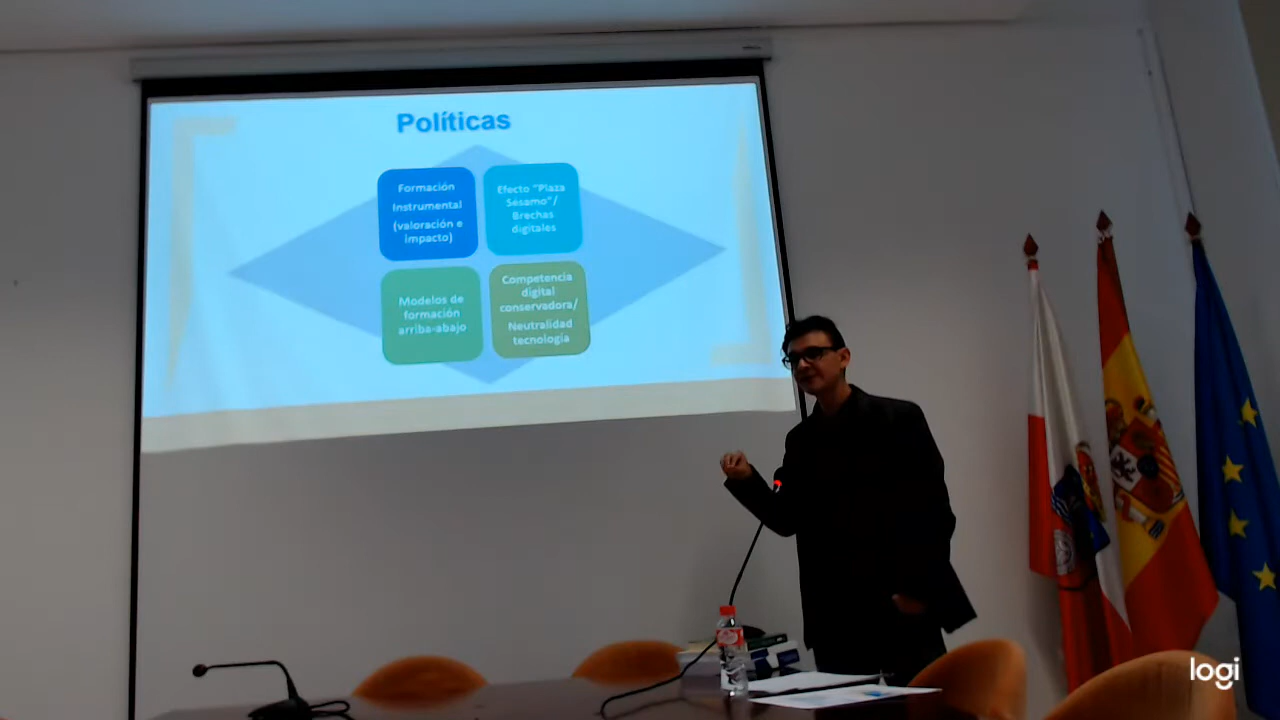 Políticas
Formación
Instrumental
(valoración e
impacto)
Efecto "Plaza
Sésamo"/
Brechas
digitales
Modelos de
formación
arriba-abajo
Competencia
digital
conservadora/
Neutralidad
tecnología
logi